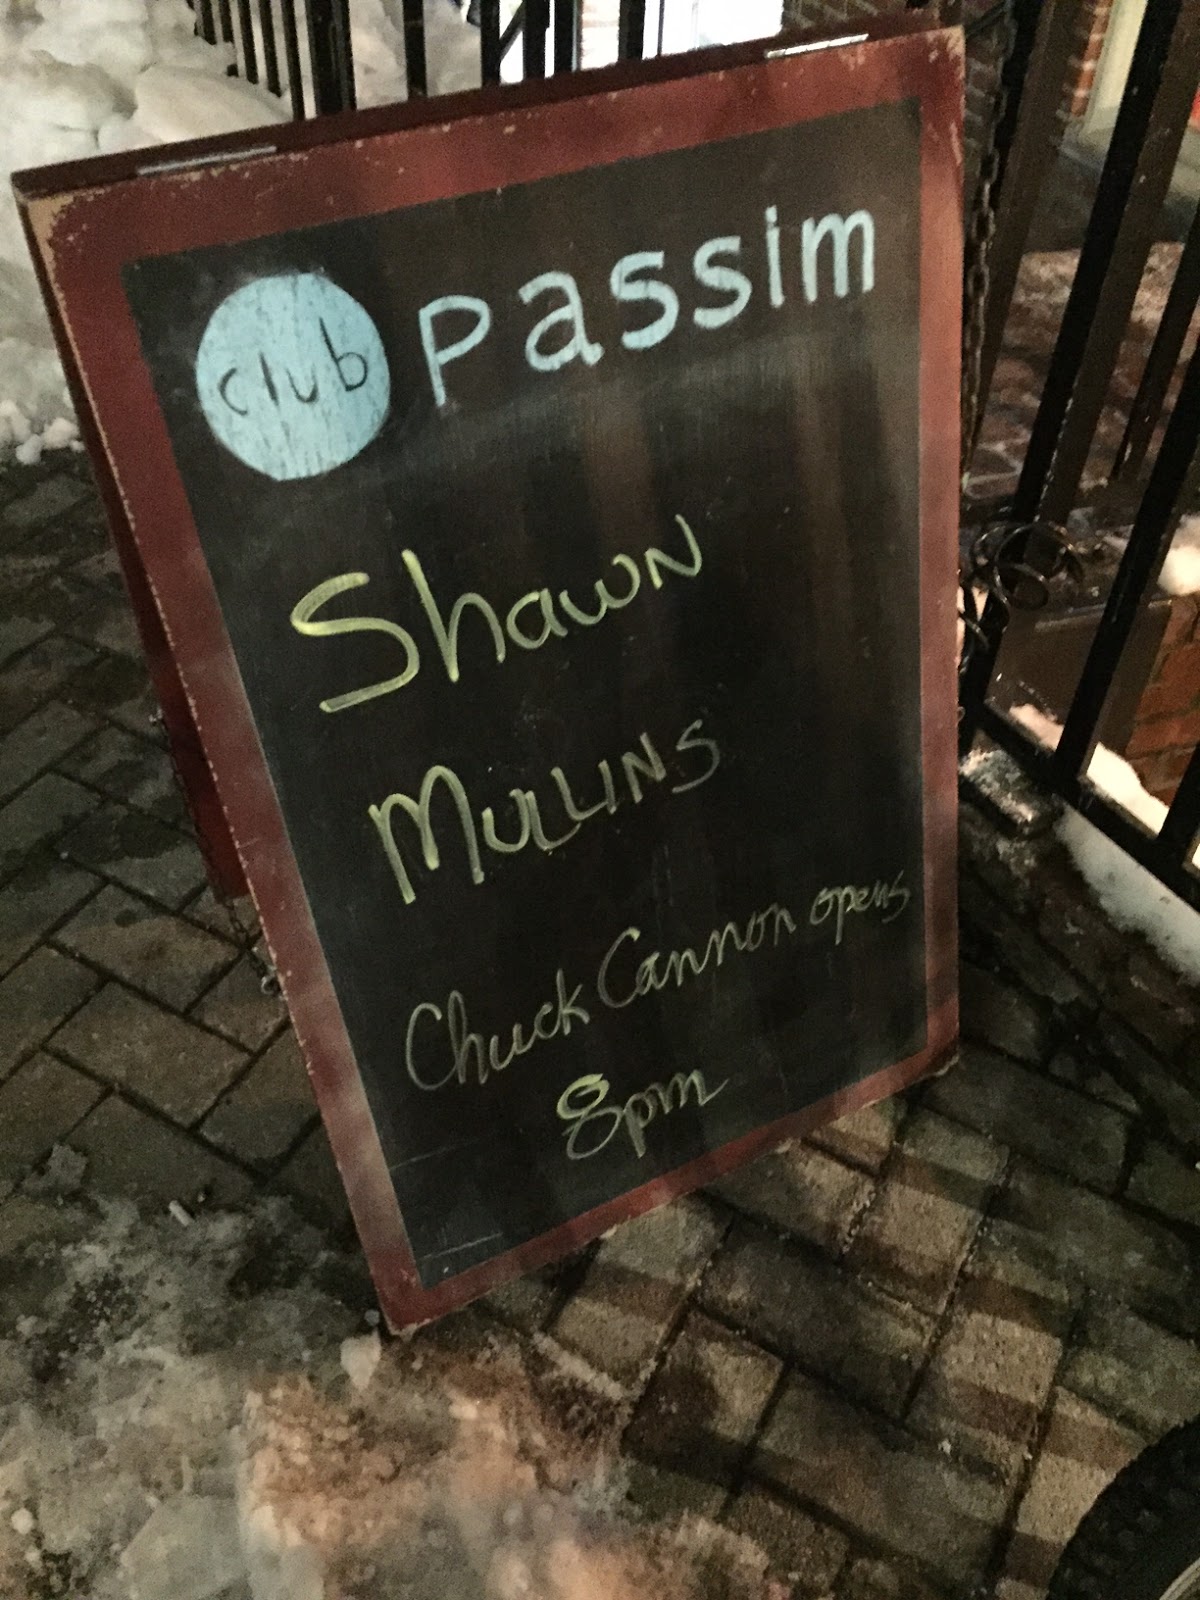 club Passim
Shawn
Mullins
Chuck Cannon opens
8pm